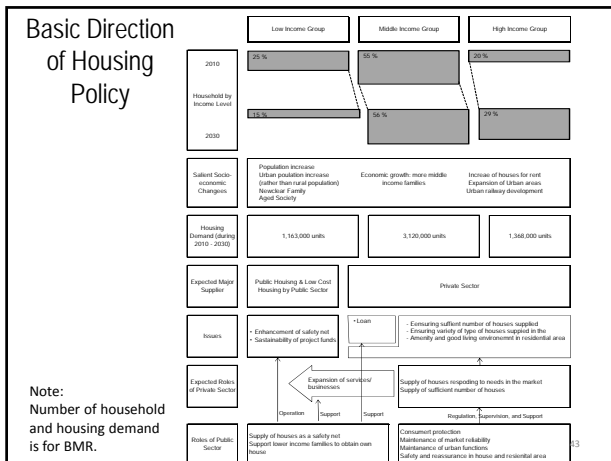 Basic Direction
of Housing
Policy
Low Income Group
Middle Income Group
High Income Group
2010
Household by
Income Level
2030
25 %
55 %
20 %
15 %
56 %
29 %
Salient Socio-
economic
Changees
Population increase
Urban poulation increase
(rather than rural population)
Newclear Family
Aged Society
Economic growth: more middle
income families
Increae of houses for rent
Expansion of Urban areas
Urban railway development
Housing
Demand (during
2010 - 2030)
1,163,000 units
3,120,000 units
1,368,000 units
Expected Major
Supplier
Public Houisng & Low Cost
Housing by Public Sector
Private Sector
Issues
• Enhancement of safety net
• Sastainability of project funds
• Loan
- Eensuring suffient number of houses supplied
- Ensuring variety of type of houses suppied in the
- Amenity and good living environemnt in residential area
Expected Roles
of Private Sector
Expansion of services/
businesses
Supply of houses respoding to needs in the market
Supply of sufficient number of houses
Operation
Support
Support
Regulation, Supervision, and Support
Roles of Public
Sector
Supply of houses as a safety net
Support lower income families to obtain own
house
Consumert protection
Maintenance of market reliability
Maintenance of urban functions
Safety and reassurance in house and resiential area
Note:
Number of household
and housing demand
is for BMR.
43